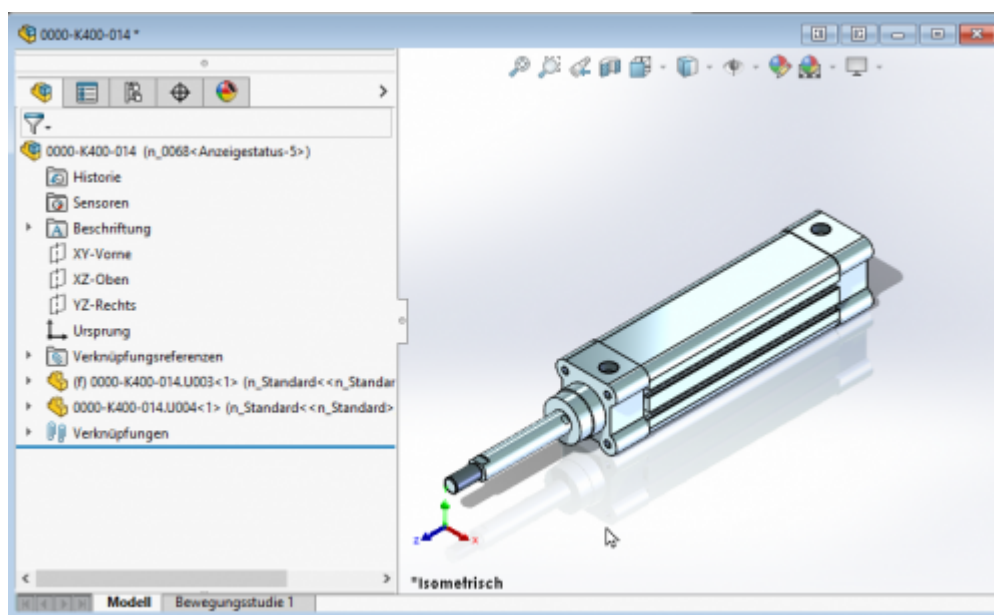 0000-K400-014 *
0000-K400-014 (n_0068<Anzeigestatus-5>)
Historie
Sensoren
Beschriftung
XY-Vorne
XZ-Oben
YZ-Rechts
Ursprung
Verknüpfungsreferenzen
(f) 0000-K400-014.U003<1> (n_Standard<<n_Standar
0000-K400-014.U004<1> (n_Standard<<n_Standard>
Verknüpfungen
z
x
*Isometrisch
Modell
Bewegungsstudie 1